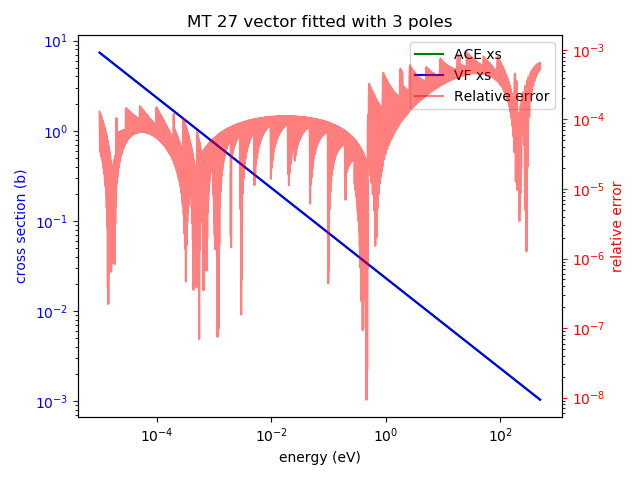 MT 27 vector fitted with 3 poles
ACE xs
VF xs
Relative error
cross section (b)
10^1
10^0
10^-1
10^-2
10^-3
10^-3
10^-4
10^-5
10^-6
10^-7
10^-8
relative error
10^-4
10^-2
10^0
10^2
energy (eV)